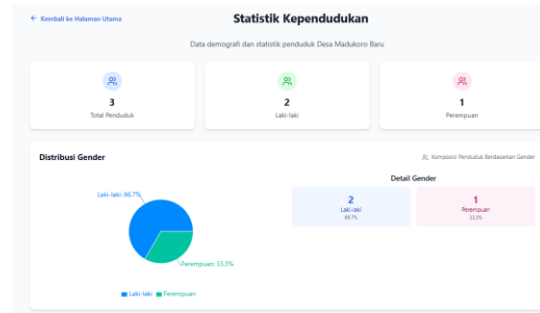 ← Kembali ke Halaman Utama
Statistik Kependudukan
Data demografi dan statistik penduduk Desa Madukoro Baru
3
Total Penduduk
2
Laki-laki
1
Perempuan
Distribusi Gender
Komposisi Penduduk Berdasarkan Gender
Laki-laki: 66.7%
Perempuan: 33.3%
Laki-laki Perempuan
Detail Gender
2
Laki-laki
66.7%
1
Perempuan
33.3%